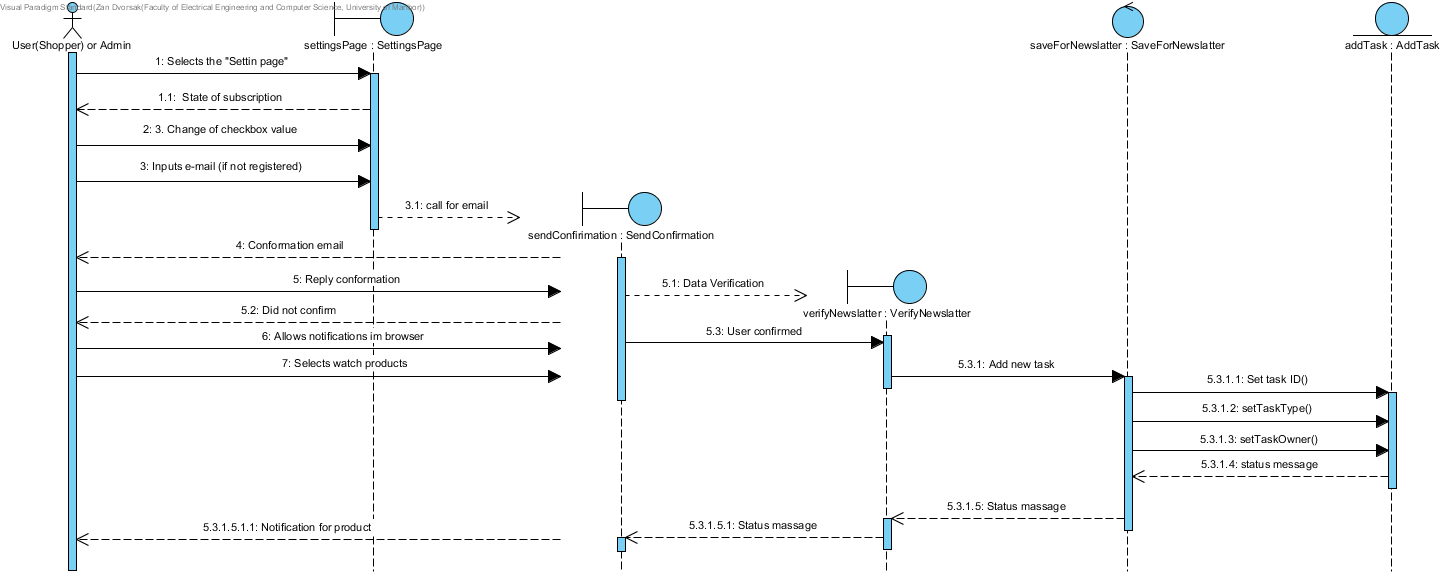 Visual Paradigm Standard(Zan Dvorsak(Faculty of Electrical Engineering and Computer Science, University of Maribor))
User(Shopper) or Admin
settingsPage : SettingsPage
saveForNewslatter : SaveForNewslatter
addTask : AddTask
1: Selects the "Settin page"
1.1: State of subscription
2: 3. Change of checkbox value
3: Inputs e-mail (if not registered)
3.1: call for email
sendConfirimation : SendConfirmation
4: Conformation email
5: Reply conformation
5.1: Data Verification
verifyNewslatter : VerifyNewslatter
5.2: Did not confirm
5.3: User confirmed
6: Allows notifications im browser
7: Selects watch products
5.3.1: Add new task
5.3.1.1: Set task ID()
5.3.1.2: setTaskType()
5.3.1.3: setTaskOwner()
5.3.1.4: status message
5.3.1.5: Status massage
5.3.1.5.1: Status massage
5.3.1.5.1.1: Notification for product